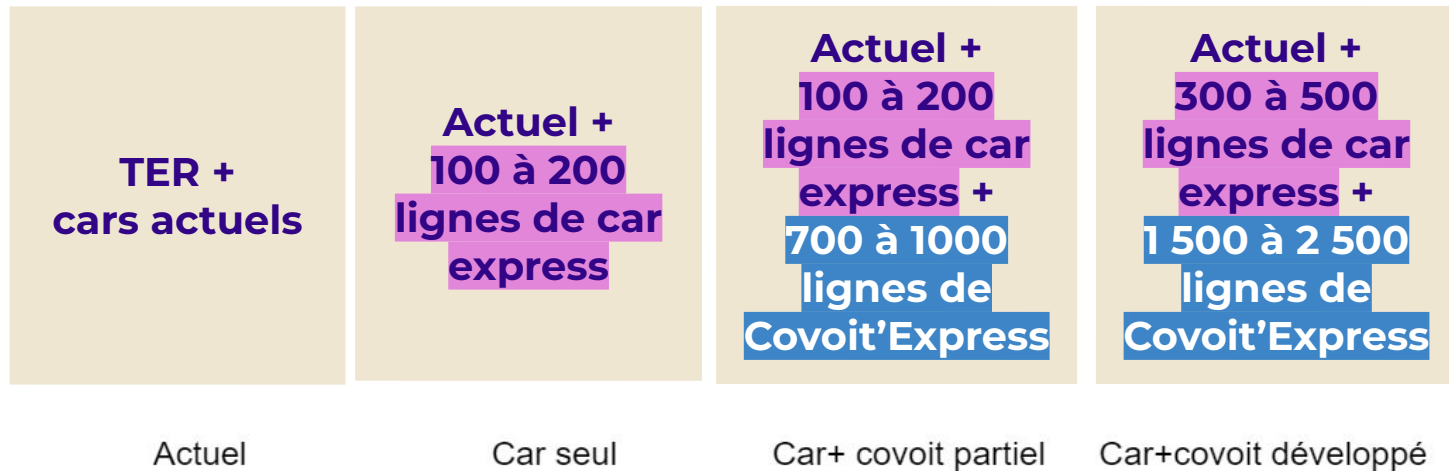 TER +
cars actuels
Actuel +
100 à 200
lignes de car
express
Actuel +
100 à 200
lignes de car
express +
700 à 1000
lignes de
Covoit’Express
Actuel +
300 à 500
lignes de car
express +
1 500 à 2 500
lignes de
Covoit’Express
Actuel
Car seul
Car+ covoit partiel
Car+covoit développé